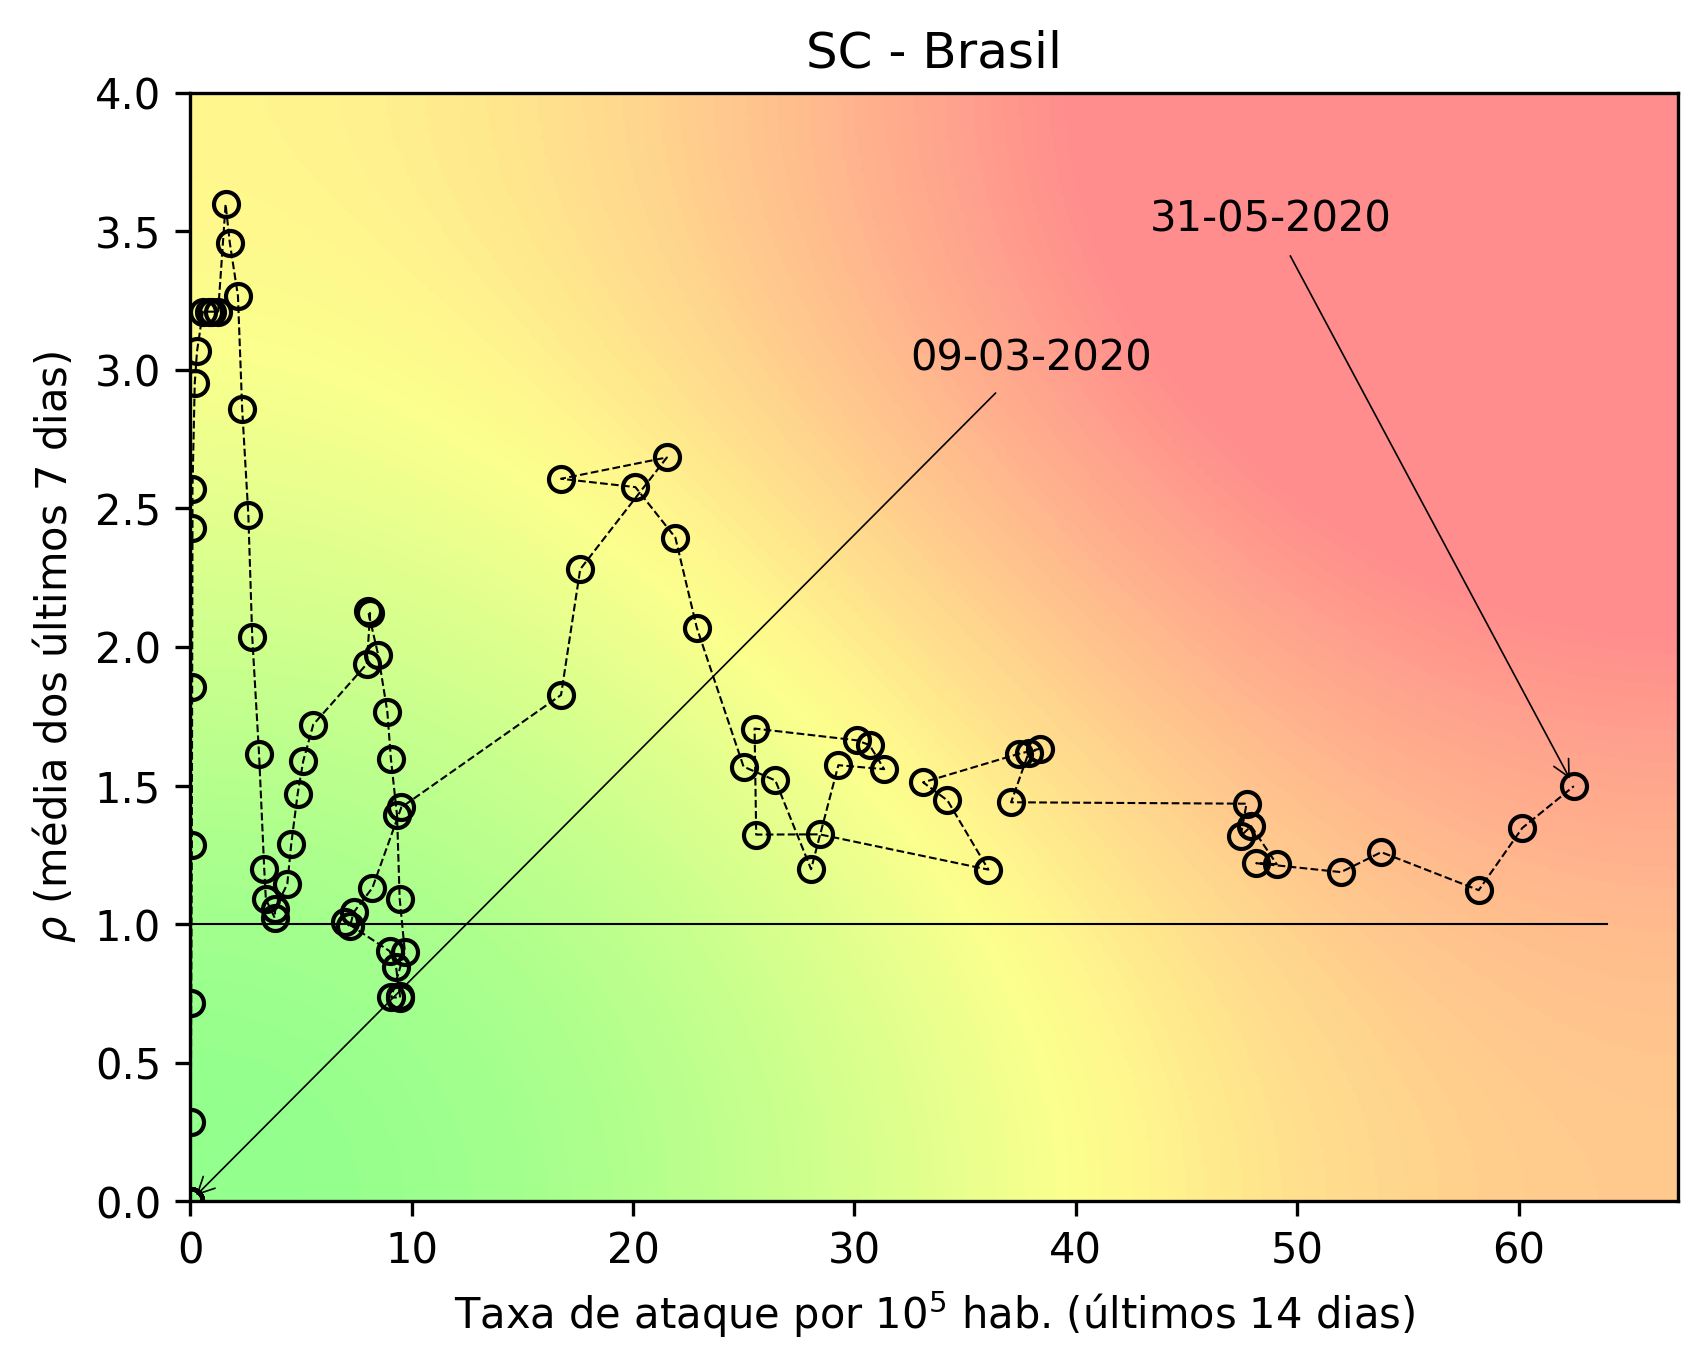 SC - Brasil
4.0
3.5
3.0
2.5
2.0
1.5
1.0
0.5
0.0
ρ (média dos últimos 7 dias)
31-05-2020
09-03-2020
0 10 20 30 40 50 60
Taxa de ataque por 10⁵ hab. (últimos 14 dias)